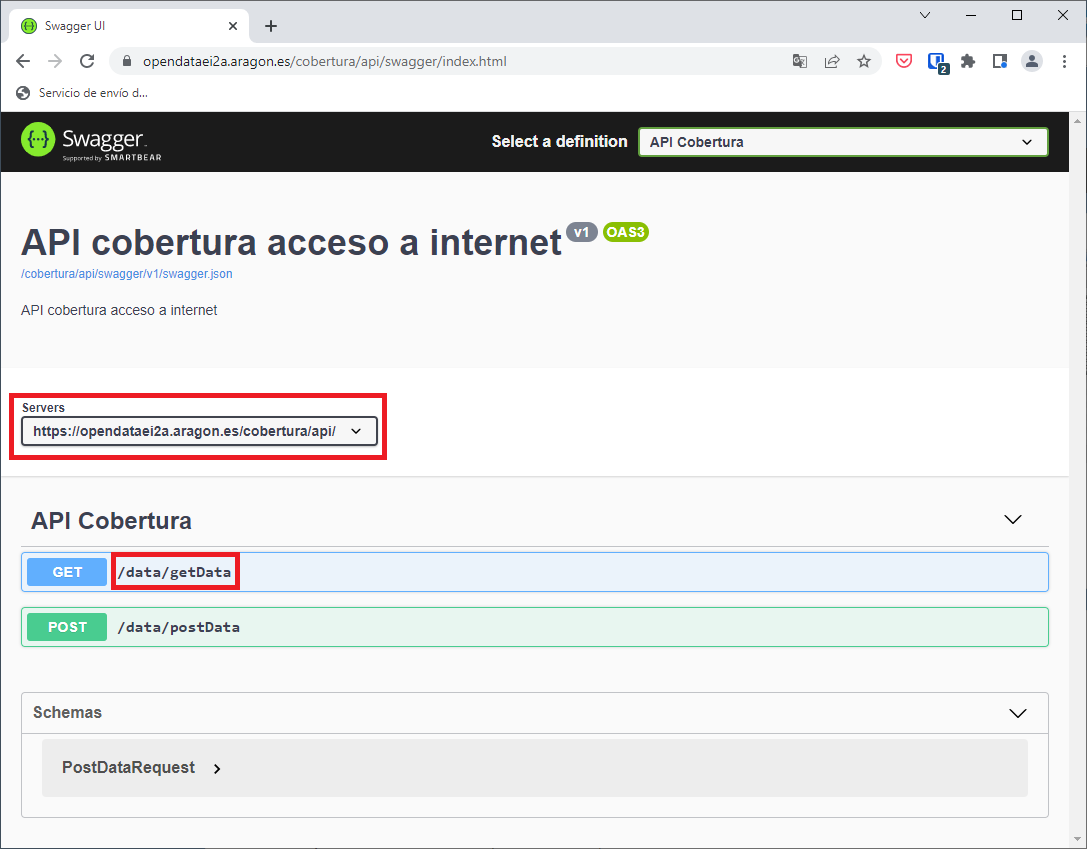 Swagger UI
opendataei2a.aragon.es/cobertura/api/swagger/index.html
2
Servicio de envío d...
Swagger.
Supported by SMARTBEAR
Select a definition
API Cobertura
API cobertura acceso a internet v1 OAS3
/cobertura/api/swagger/v1/swagger.json
API cobertura acceso a internet
Servers
https://opendataei2a.aragon.es/cobertura/api/
API Cobertura
GET /data/getData
POST /data/postData
Schemas
PostDataRequest